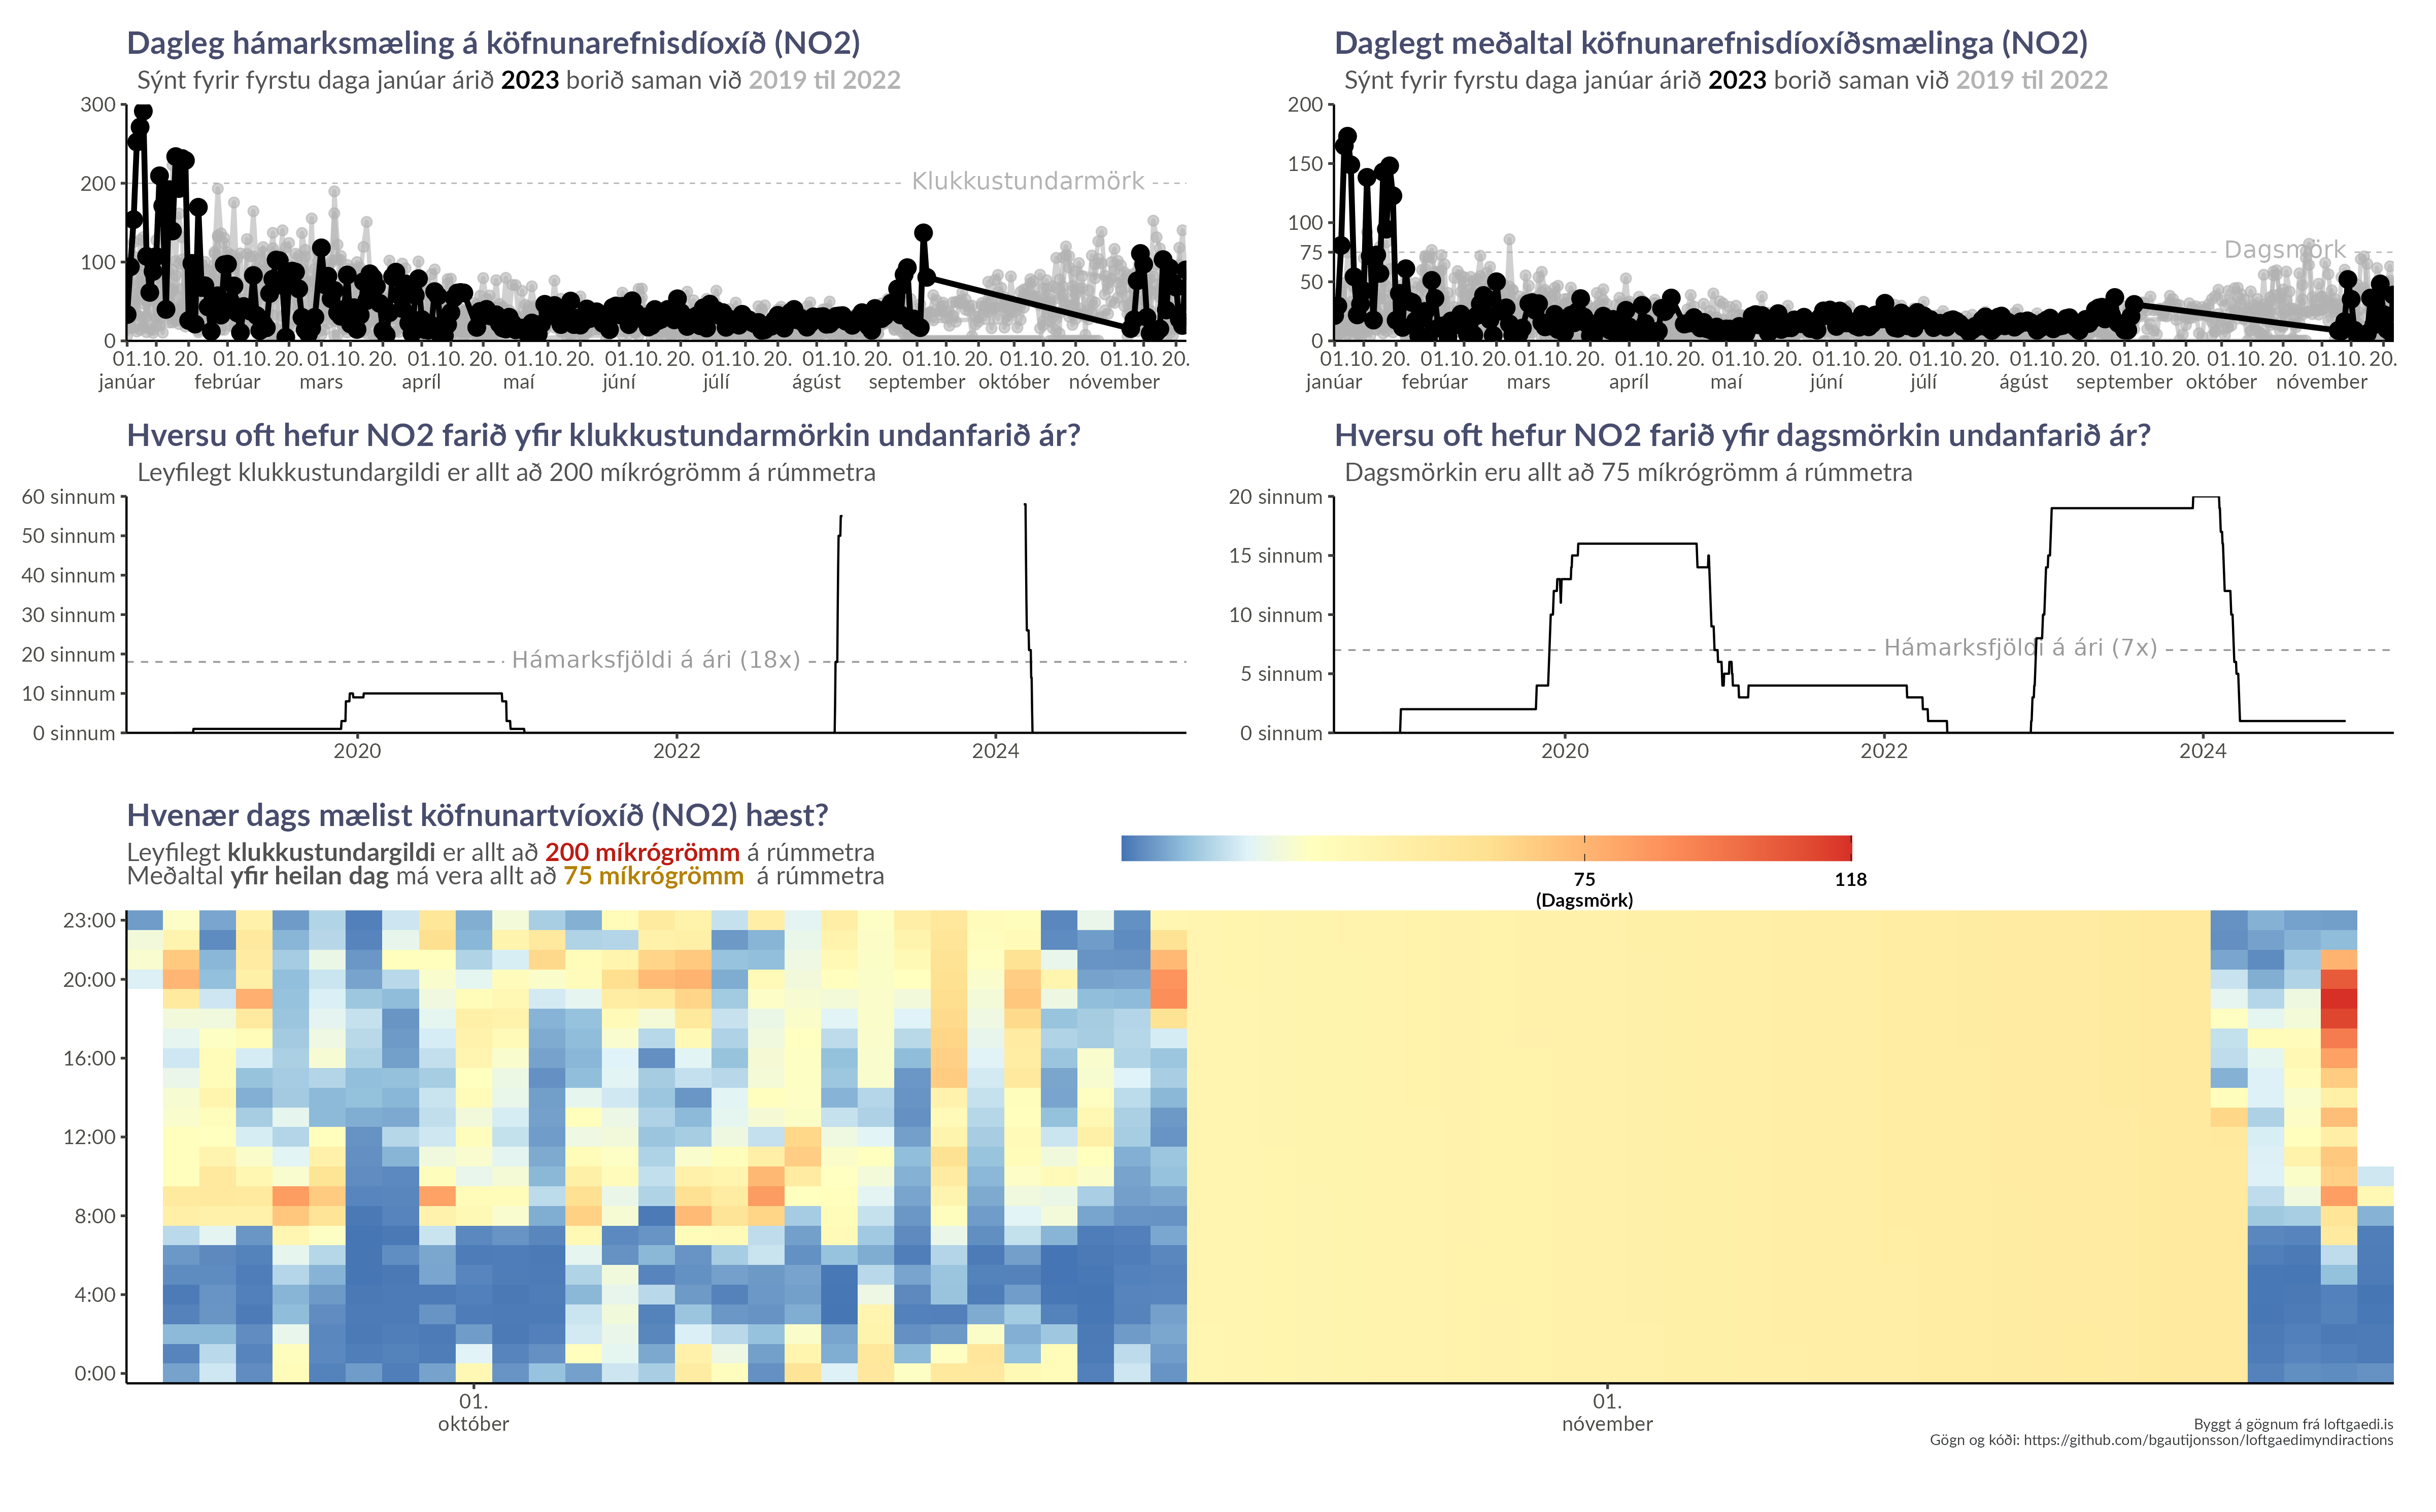 Dagleg hámarksmæling á köfnunarefnisdíoxíð (NO2)
Sýnt fyrir fyrstu daga janúar árið 2023 borið saman við 2019 til 2022
300
200
100
0
Klukkustundarmörk
01. 10. 20. 01. 10. 20. 01. 10. 20. 01. 10. 20. 01. 10. 20. 01. 10. 20. 01. 10. 20. 01. 10. 20. 01. 10. 20. 01. 10. 20. 01. 10. 20.
janúar febrúar mars apríl maí júní júlí ágúst september október nóvember
Daglegt meðaltal köfnunarefnisdíoxíðsmælinga (NO2)
Sýnt fyrir fyrstu daga janúar árið 2023 borið saman við 2019 til 2022
200
150
100
75
50
0
Dagsmörk
01. 10. 20. 01. 10. 20. 01. 10. 20. 01. 10. 20. 01. 10. 20. 01. 10. 20. 01. 10. 20. 01. 10. 20. 01. 10. 20. 01. 10. 20. 01. 10. 20.
janúar febrúar mars apríl maí júní júlí ágúst september október nóvember
Hversu oft hefur NO2 farið yfir klukkustundarmörkin undanfarið ár?
Leyfilegt klukkustundargildi er allt að 200 míkrógrömm á rúmmetra
60 sinnum
50 sinnum
40 sinnum
30 sinnum
20 sinnum
10 sinnum
0 sinnum
Hámarksfjöldi á ári (18x)
2020 2022 2024
Hversu oft hefur NO2 farið yfir dagsmörkin undanfarið ár?
Dagsmörkin eru allt að 75 míkrógrömm á rúmmetra
20 sinnum
15 sinnum
10 sinnum
5 sinnum
0 sinnum
Hámarksfjöldi á ári (7x)
2020 2022 2024
Hvenær dags mælist köfnunartvíoxíð (NO2) hæst?
Leyfilegt klukkustundargildi er allt að 200 míkrógrömm á rúmmetra
Meðaltal yfir heilan dag má vera allt að 75 míkrógrömm á rúmmetra
75 118
(Dagsmörk)
23:00
20:00
16:00
12:00
8:00
4:00
0:00
01. 01.
október nóvember
Byggt á gögnum frá loftgaedi.is
Gögn og kóði: https://github.com/bgautijonsson/loftgaedimyndiractions